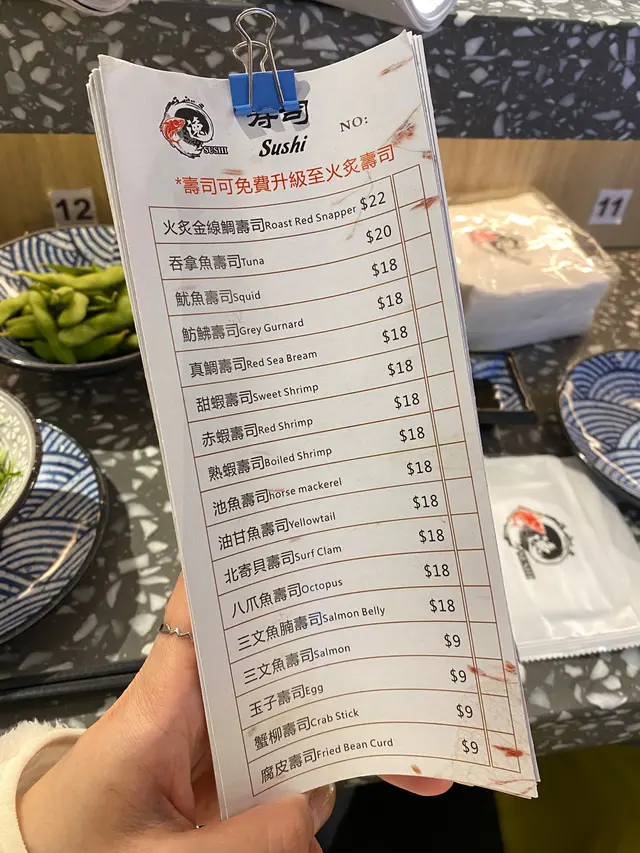 SUSHI
寿司
Sushi
NO:
*壽司可免費升級至火炙壽司
火炙金線鯛壽司Roast Red Snapper $22
吞拿魚壽司Tuna $20
魷魚壽司Squid $18
魴鮄壽司Grey Gurnard $18
真鯛壽司Red Sea Bream $18
甜蝦壽司Sweet Shrimp $18
赤蝦壽司Red Shrimp $18
熟蝦壽司Boiled Shrimp $18
池魚壽司horse mackerel $18
油甘魚壽司Yellowtail $18
北寄貝壽司Surf Clam $18
八爪魚壽司Octopus $18
三文魚腩壽司Salmon Belly $18
三文魚壽司Salmon $9
玉子壽司Egg $9
蟹柳壽司Crab Stick $9
腐皮壽司Fried Bean Curd $9
12
11
SUSHI